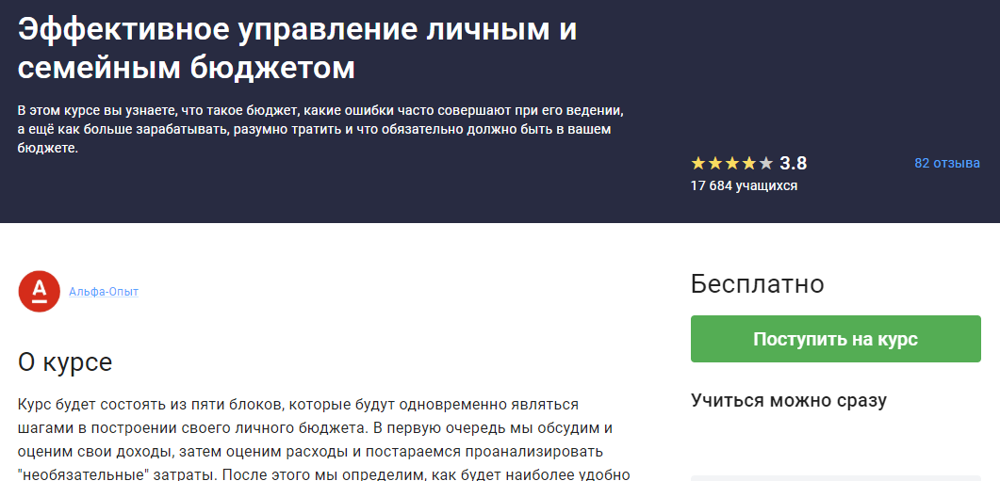 Эффективное управление личным и
семейным бюджетом
В этом курсе вы узнаете, что такое бюджет, какие ошибки часто совершают при его ведении,
а ещё как больше зарабатывать, разумно тратить и что обязательно должно быть в вашем
бюджете.
3.8
82 отзыва
17 684 учащихся
А
Альфа-Опыт
Бесплатно
Поступить на курс
Учиться можно сразу
О курсе
Курс будет состоять из пяти блоков, которые будут одновременно являться
шагами в построении своего личного бюджета. В первую очередь мы обсудим и
оценим свои доходы, затем оценим расходы и постараемся проанализировать
"необязательные" затраты. После этого мы определим, как будет наиболее удобно